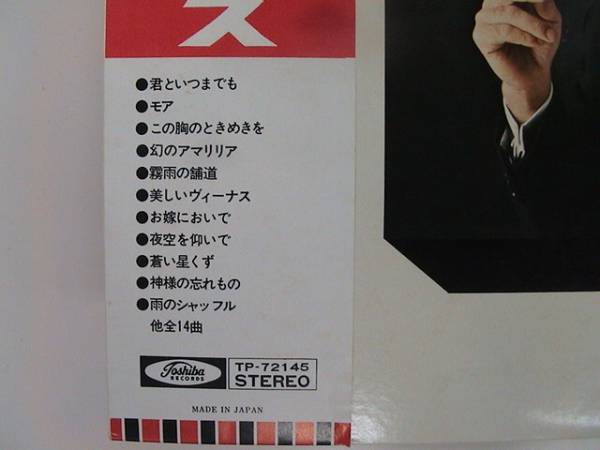 ス
●君といつまでも
●モア
●この胸のときめきを
●幻のアマリリア
●霧雨の舗道
●美しいヴィーナス
●お嫁においで
●夜空を仰いで
●蒼い星くず
●神様の忘れもの
●雨のシャッフル
他全14曲
Toshiba
RECORDS
TP-72145
STEREO
MADE IN JAPAN